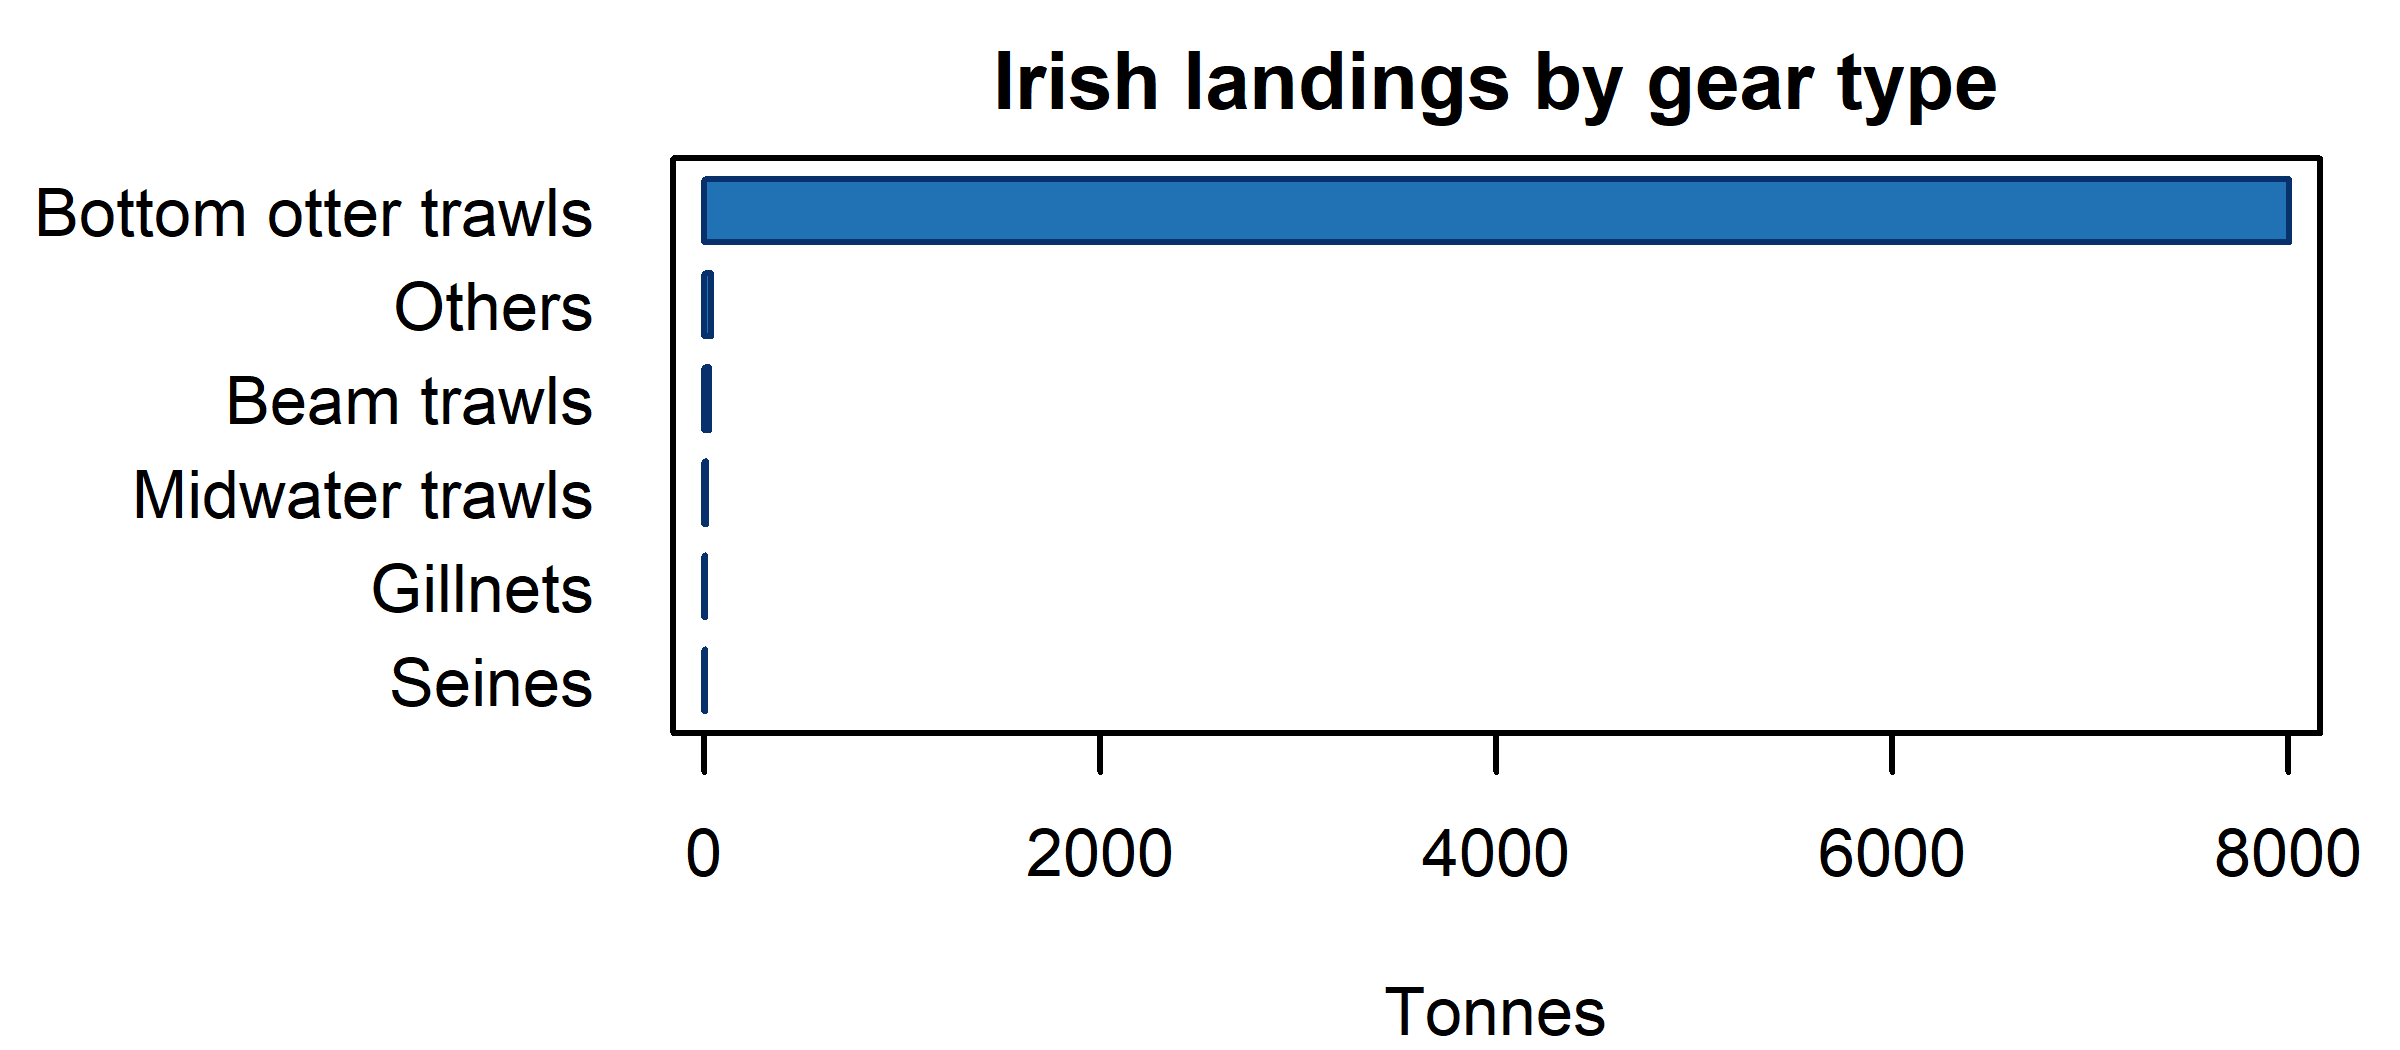 Irish landings by gear type
Bottom otter trawls
Others
Beam trawls
Midwater trawls
Gillnets
Seines
0 2000 4000 6000 8000
Tonnes